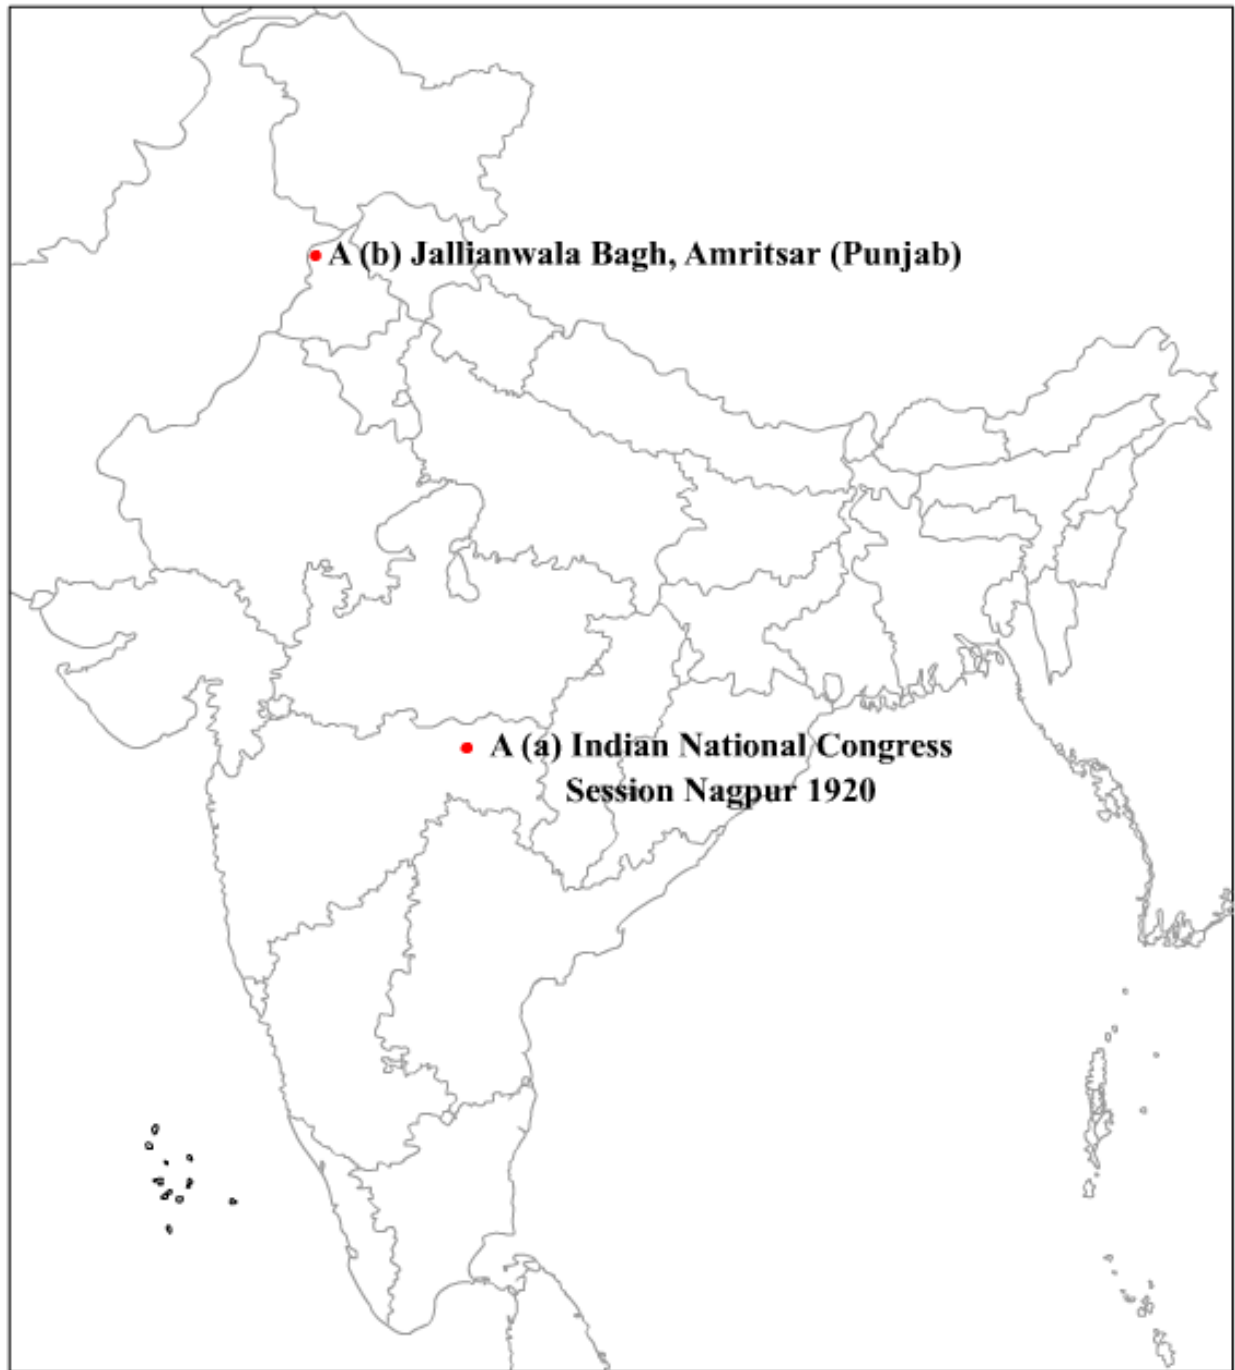 A (b) Jallianwala Bagh, Amritsar (Punjab)
A (a) Indian National Congress
Session Nagpur 1920